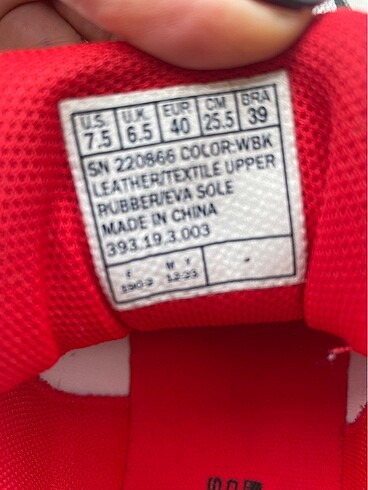 U.S. U.K. EUR CM BRA
7.5 6.5 40 25.5 39
SN 220866 COLOR:WBK
LEATHER/TEXTILE UPPER
RUBBER/EVA SOLE
MADE IN CHINA
393.19.3.003